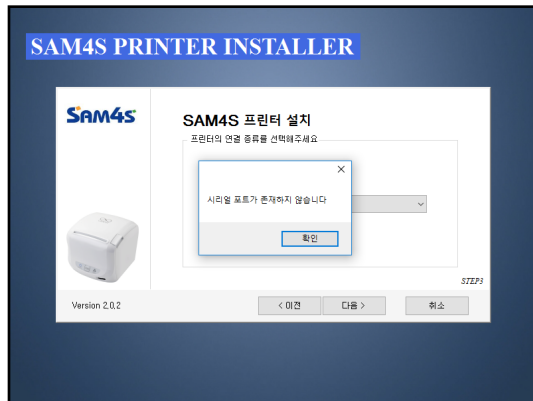 SAM4S PRINTER INSTALLER
SAM4S
SAM4S 프린터 설치
프린터의 연결 종류를 선택해주세요
시리얼 포트가 존재하지 않습니다
확인
STEP3
Version 2.0.2
< 이전
다음 >
취소